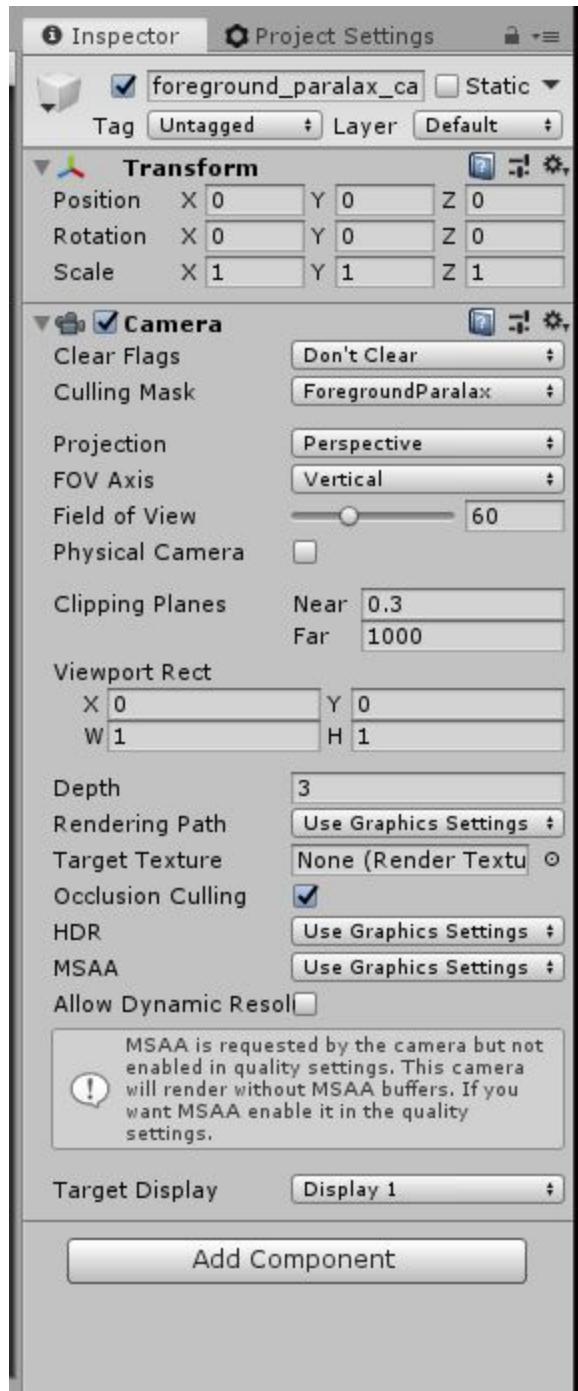 Inspector Project Settings
foreground_paralax_ca Static
Tag Untagged Layer Default
Transform
Position X 0 Y 0 Z 0
Rotation X 0 Y 0 Z 0
Scale X 1 Y 1 Z 1
Camera
Clear Flags Don't Clear
Culling Mask ForegroundParalax
Projection Perspective
FOV Axis Vertical
Field of View 60
Physical Camera
Clipping Planes Near 0.3
Far 1000
Viewport Rect
X 0 Y 0
W 1 H 1
Depth 3
Rendering Path Use Graphics Settings
Target Texture None (Render Textu
Occlusion Culling
HDR Use Graphics Settings
MSAA Use Graphics Settings
Allow Dynamic Resol
MSAA is requested by the camera but not
enabled in quality settings. This camera
will render without MSAA buffers. If you
want MSAA enable it in the quality
settings.
Target Display Display 1
Add Component